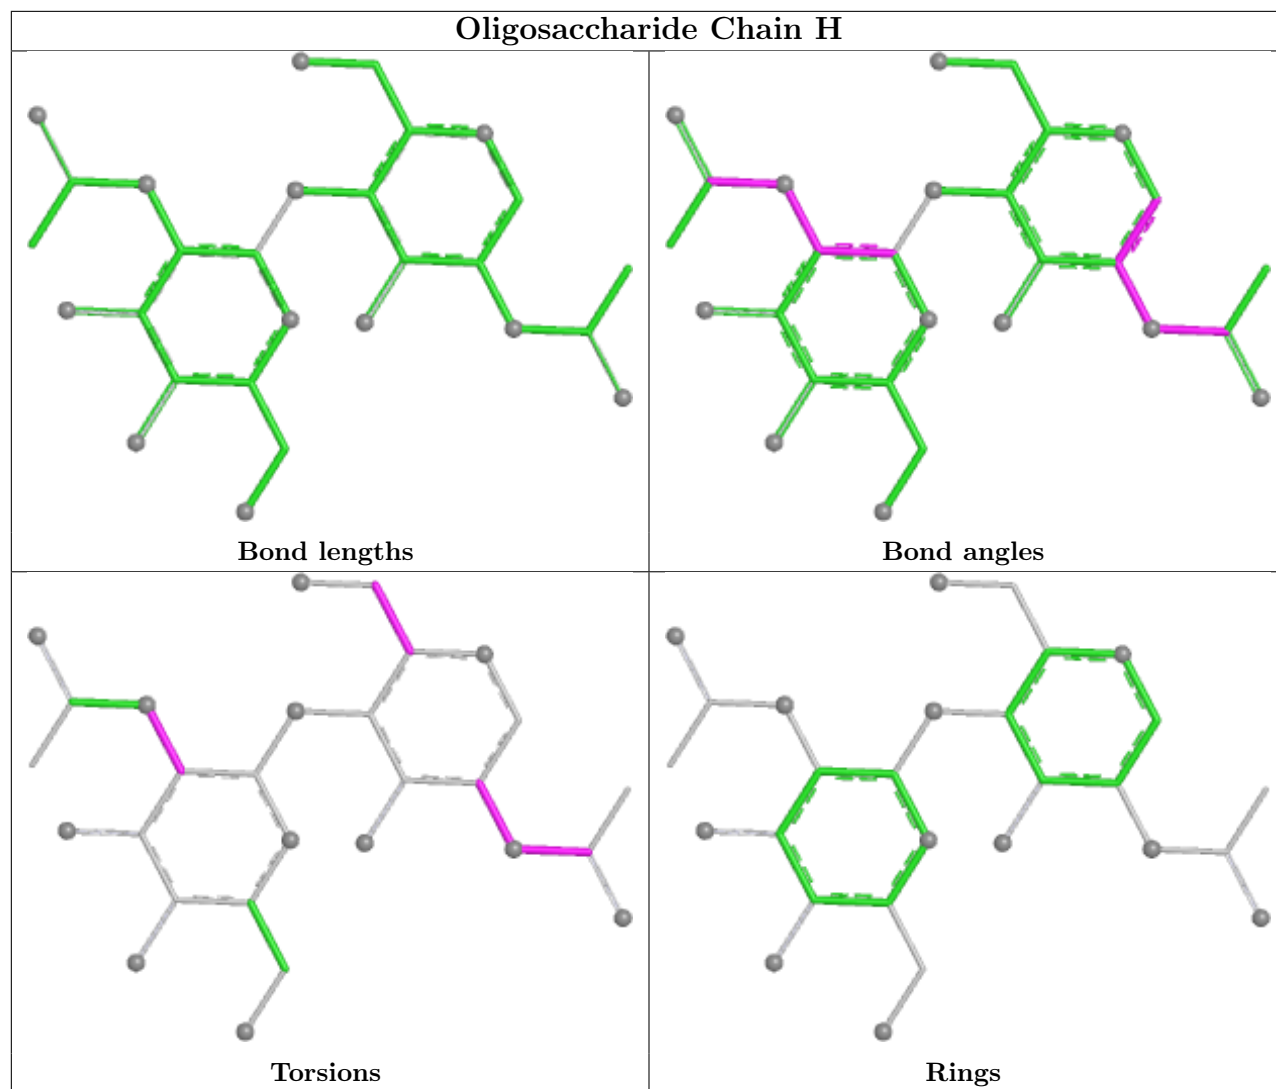 Oligosaccharide Chain H
Bond lengths
Bond angles
Torsions
Rings